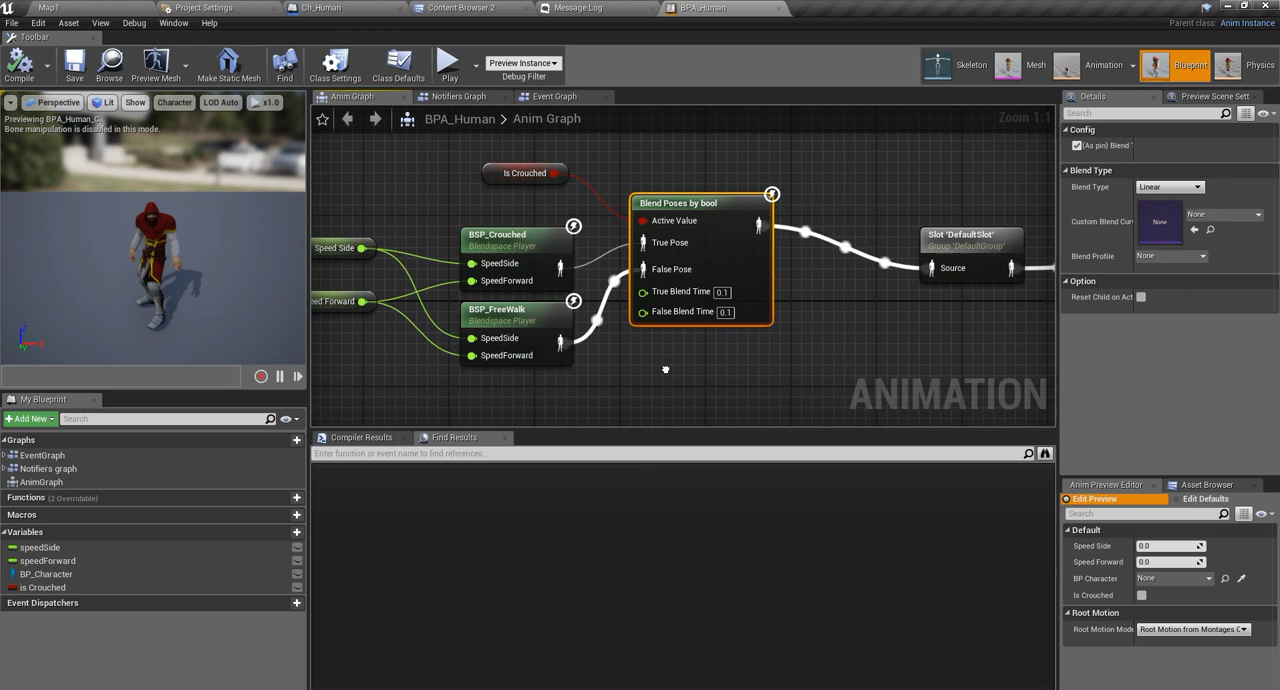 Map1
Project Settings
Ch_Human
Content Browser 2
Message Log
BPA_Human
File Edit Asset View Debug Window Help
Parent class: Anim Instance
Toolbar
Compile
Save
Browse
Preview Mesh
Make Static Mesh
Find
Class Settings
Class Defaults
Play
Preview Instance
Debug Filter
Skeleton
Mesh
Animation
Blueprint
Physics
Perspective Lit Show Character LOD Auto x1.0
Previewing BPA_Human_C.
Bone manipulation is disabled in this mode.
Anim Graph
Notifiers Graph
Event Graph
BPA_Human > Anim Graph
Zoom 1:1
Is Crouched
Speed Side
eed Forward
BSP_Crouched
Blendspace Player
SpeedSide
SpeedForward
BSP_FreeWalk
Blendspace Player
SpeedSide
SpeedForward
Blend Poses by bool
Active Value
True Pose
False Pose
True Blend Time 0.1
False Blend Time 0.1
Slot 'DefaultSlot'
Group 'DefaultGroup'
Source
ANIMATION
Details
Preview Scene Sett
Search
Config
(As pin) Blend T
Blend Type
Blend Type Linear
Custom Blend Cur
None
None
Blend Profile None
Option
Reset Child on Act
My Blueprint
Add New
Search
Graphs
EventGraph
Notifiers graph
AnimGraph
Functions (2 Overridable)
Macros
Variables
speedSide
speedForward
BP_Character
is Crouched
Event Dispatchers
Compiler Results
Find Results
Enter function or event name to find references...
Anim Preview Editor
Asset Browser
Edit Preview
Edit Defaults
Search
Default
Speed Side 0.0
Speed Forward 0.0
BP Character None
Is Crouched
Root Motion
Root Motion Mode Root Motion from Montages O